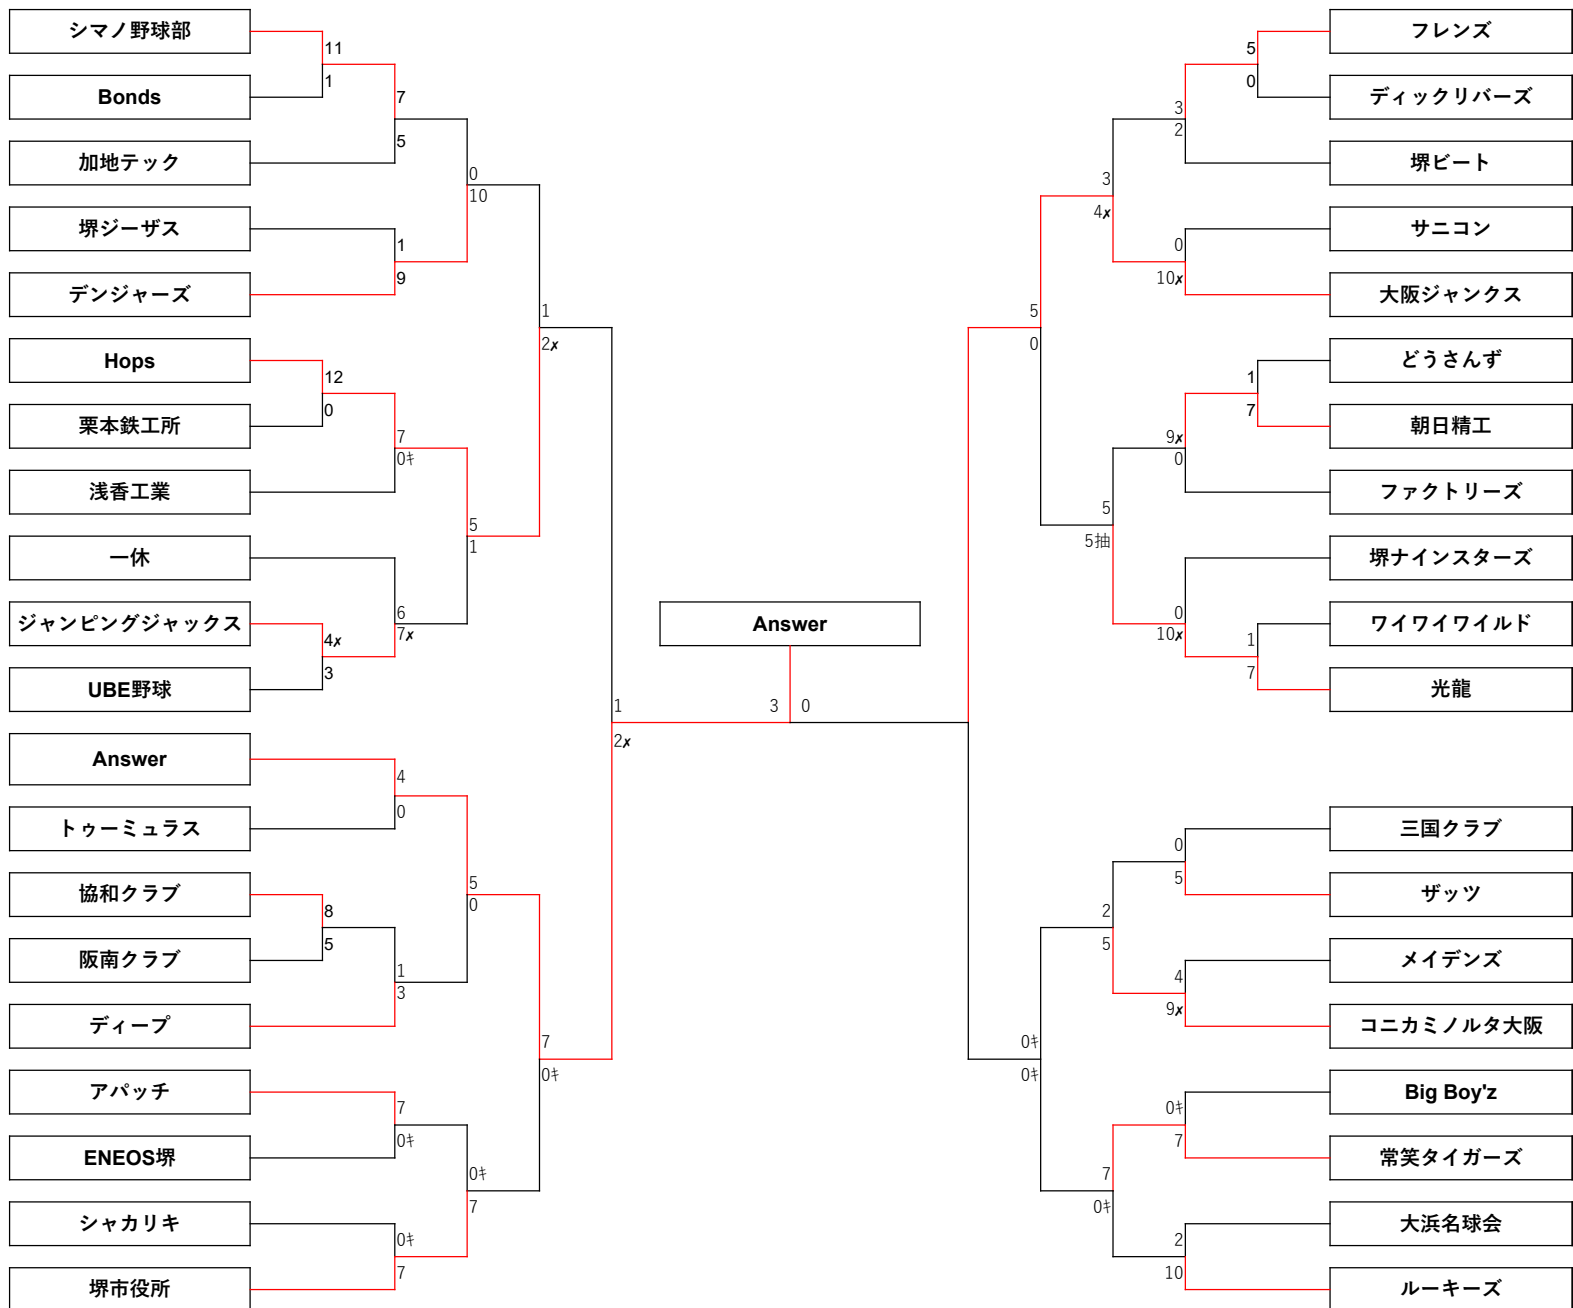 シマノ野球部
11
1
Bonds
7
5
加地テック
0
10
堺ジーザス
1
9
デンジャーズ
1
2✗
Hops
12
0
栗本鉄工所
7
0ｷ
浅香工業
5
1
一休
6
7✗
ジャンピングジャックス
4✗
3
UBE野球
1
2✗
Answer
4
0
トゥーミュラス
5
0
協和クラブ
8
5
阪南クラブ
1
3
ディープ
7
0ｷ
アパッチ
7
0ｷ
ENEOS堺
0ｷ
7
シャカリキ
0ｷ
7
堺市役所
Answer
3 0
フレンズ
5
0
ディックリバーズ
3
2
堺ビート
3
4✗
サニコン
0
10✗
大阪ジャンクス
5
0
どうさんず
1
7
朝日精工
9✗
0
ファクトリーズ
5
5抽
堺ナインスターズ
0
10✗
ワイワイワイルド
1
7
光龍
三国クラブ
0
5
ザッツ
2
5
メイデンズ
4
9✗
コニカミノルタ大阪
0ｷ
0ｷ
Big Boy'z
0ｷ
7
常笑タイガーズ
7
0ｷ
大浜名球会
2
10
ルーキーズ